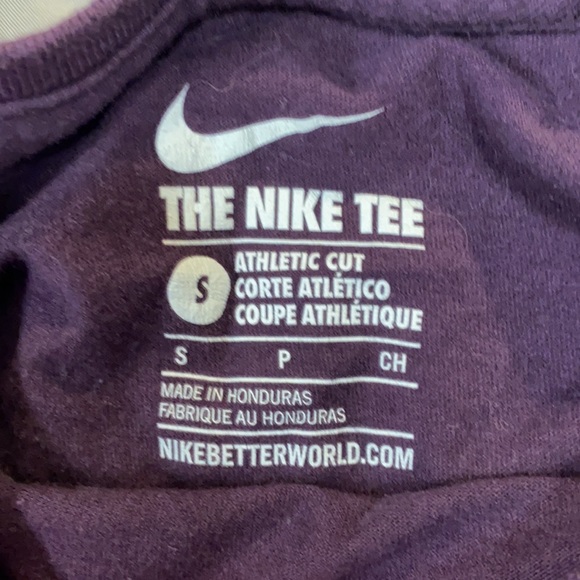 THE NIKE TEE
S
ATHLETIC CUT
CORTE ATLÉTICO
COUPE ATHLÉTIQUE
S P CH
MADE IN HONDURAS
FABRIQUE AU HONDURAS
NIKEBETTERWORLD.COM